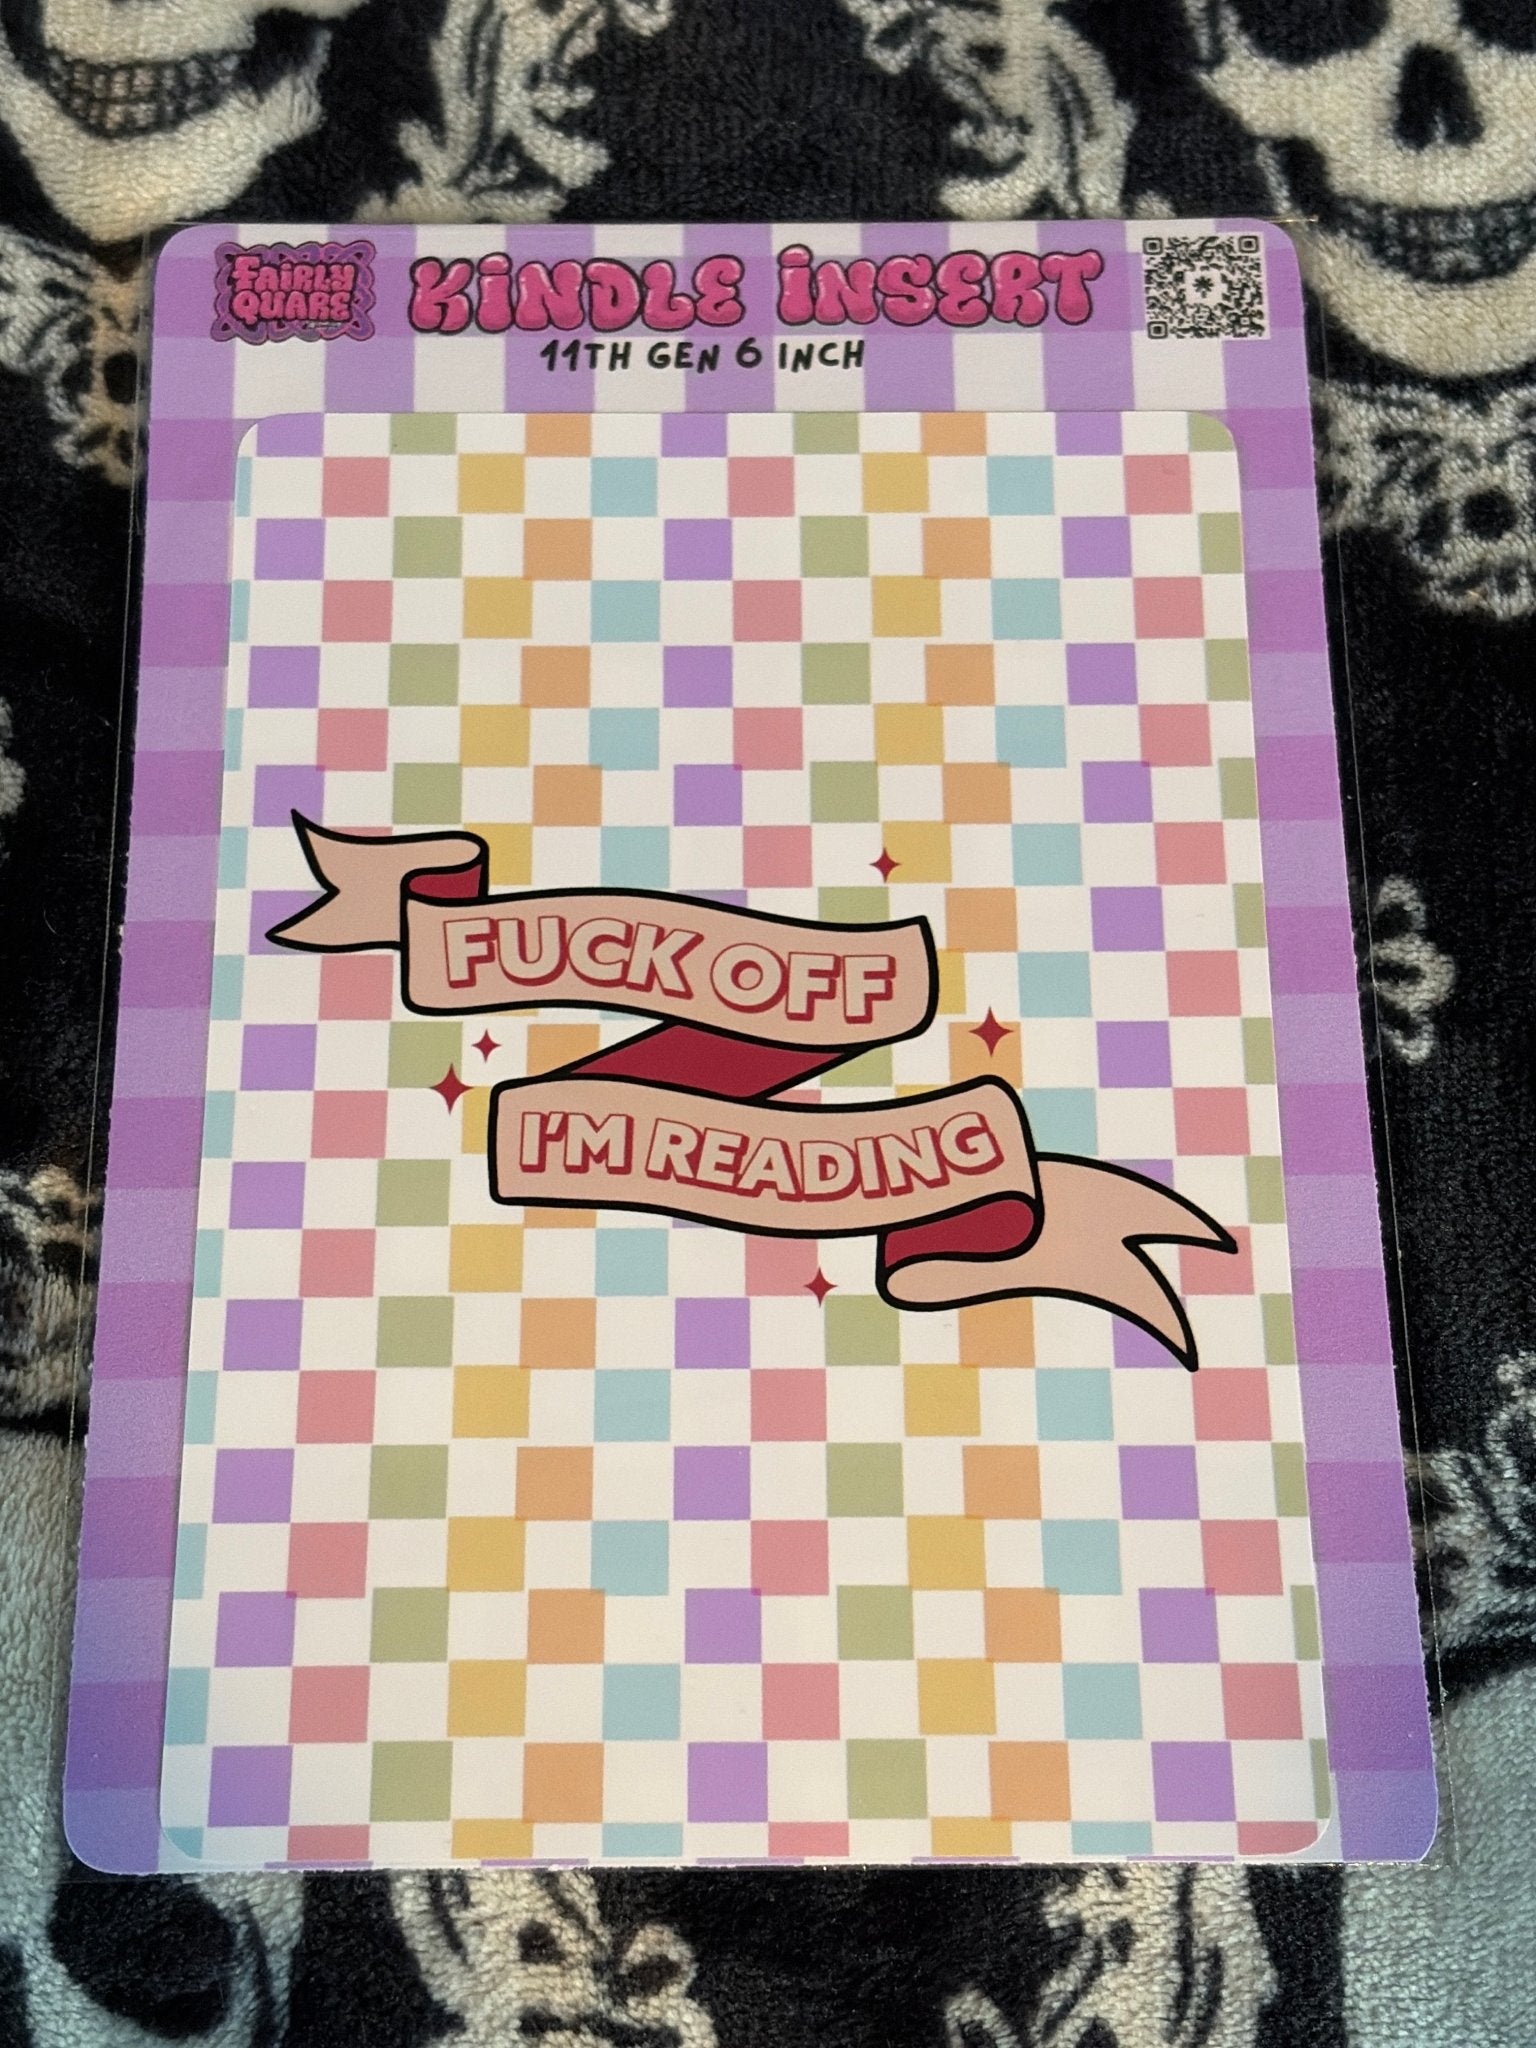 FAIRLY
QUARE
KINDLE INSERT
11TH GEN 6 INCH
FUCK OFF
I'M READING